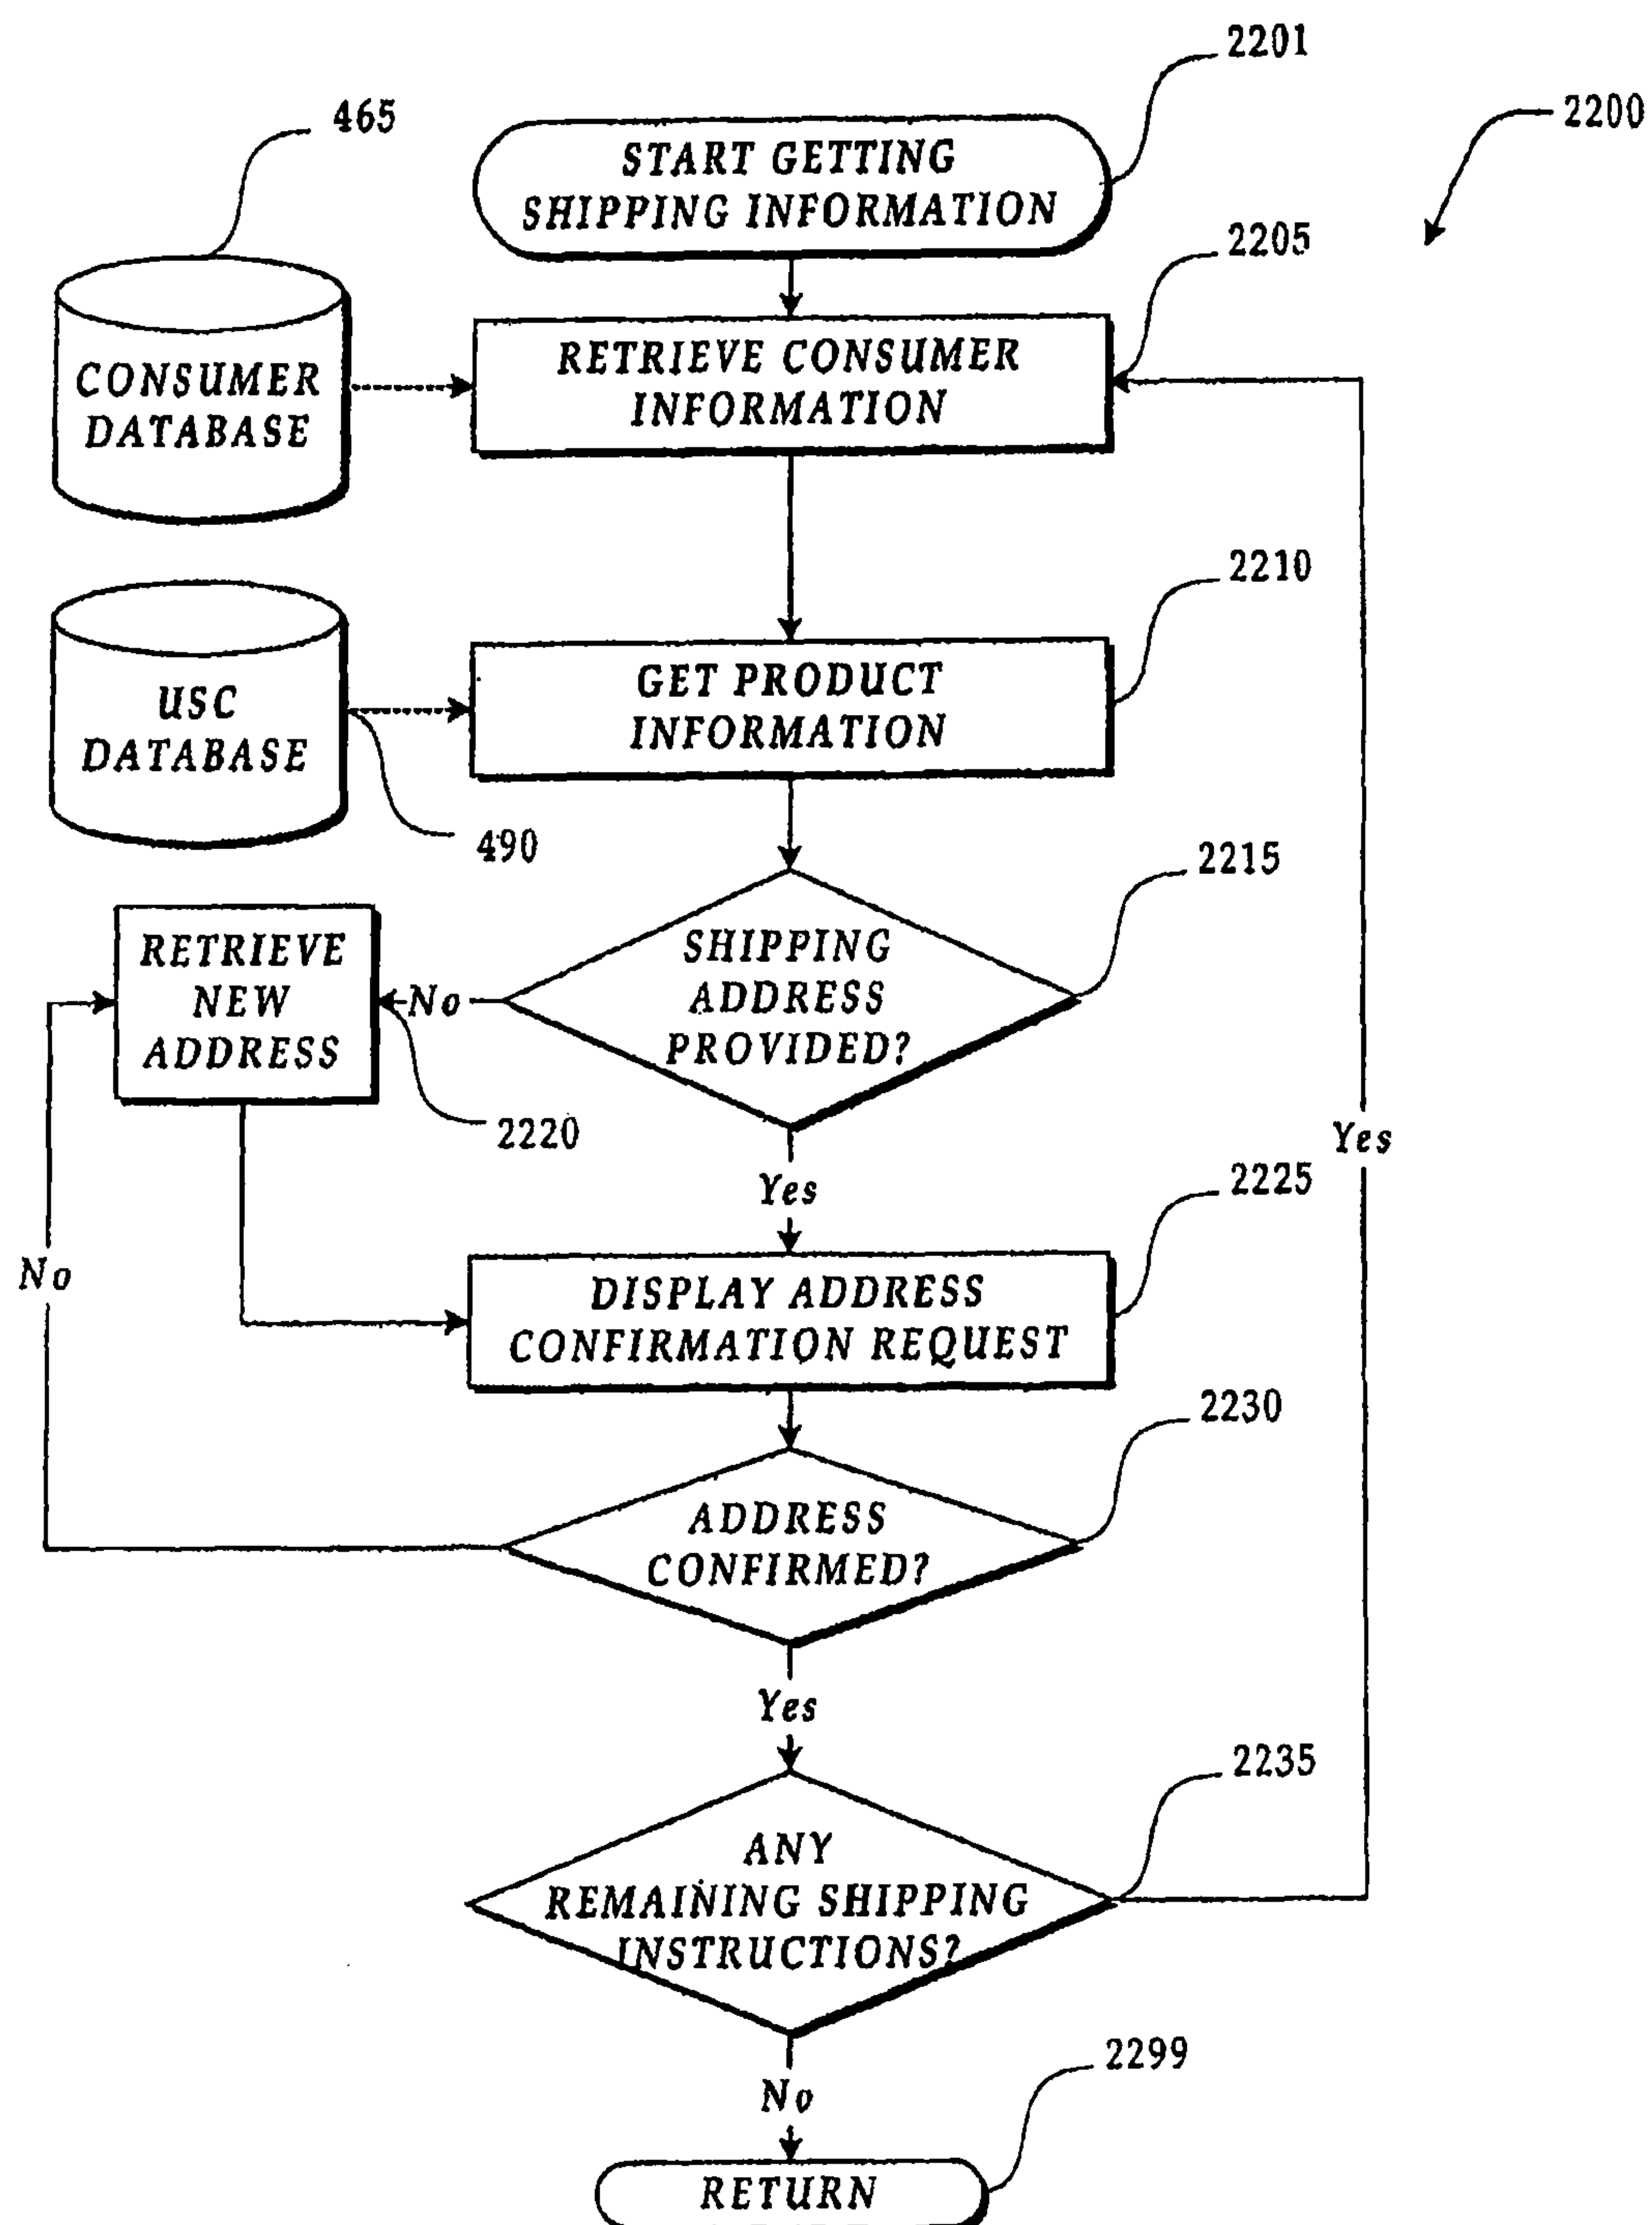 2201
2200
465
START GETTING
SHIPPING INFORMATION
2205
CONSUMER
DATABASE
RETRIEVE CONSUMER
INFORMATION
2210
USC
DATABASE
GET PRODUCT
INFORMATION
490
2215
RETRIEVE
NEW
ADDRESS
No
SHIPPING
ADDRESS
PROVIDED?
2220
Yes
Yes
2225
No
DISPLAY ADDRESS
CONFIRMATION REQUEST
2230
ADDRESS
CONFIRMED?
Yes
2235
ANY
REMAINING SHIPPING
INSTRUCTIONS?
2299
No
RETURN